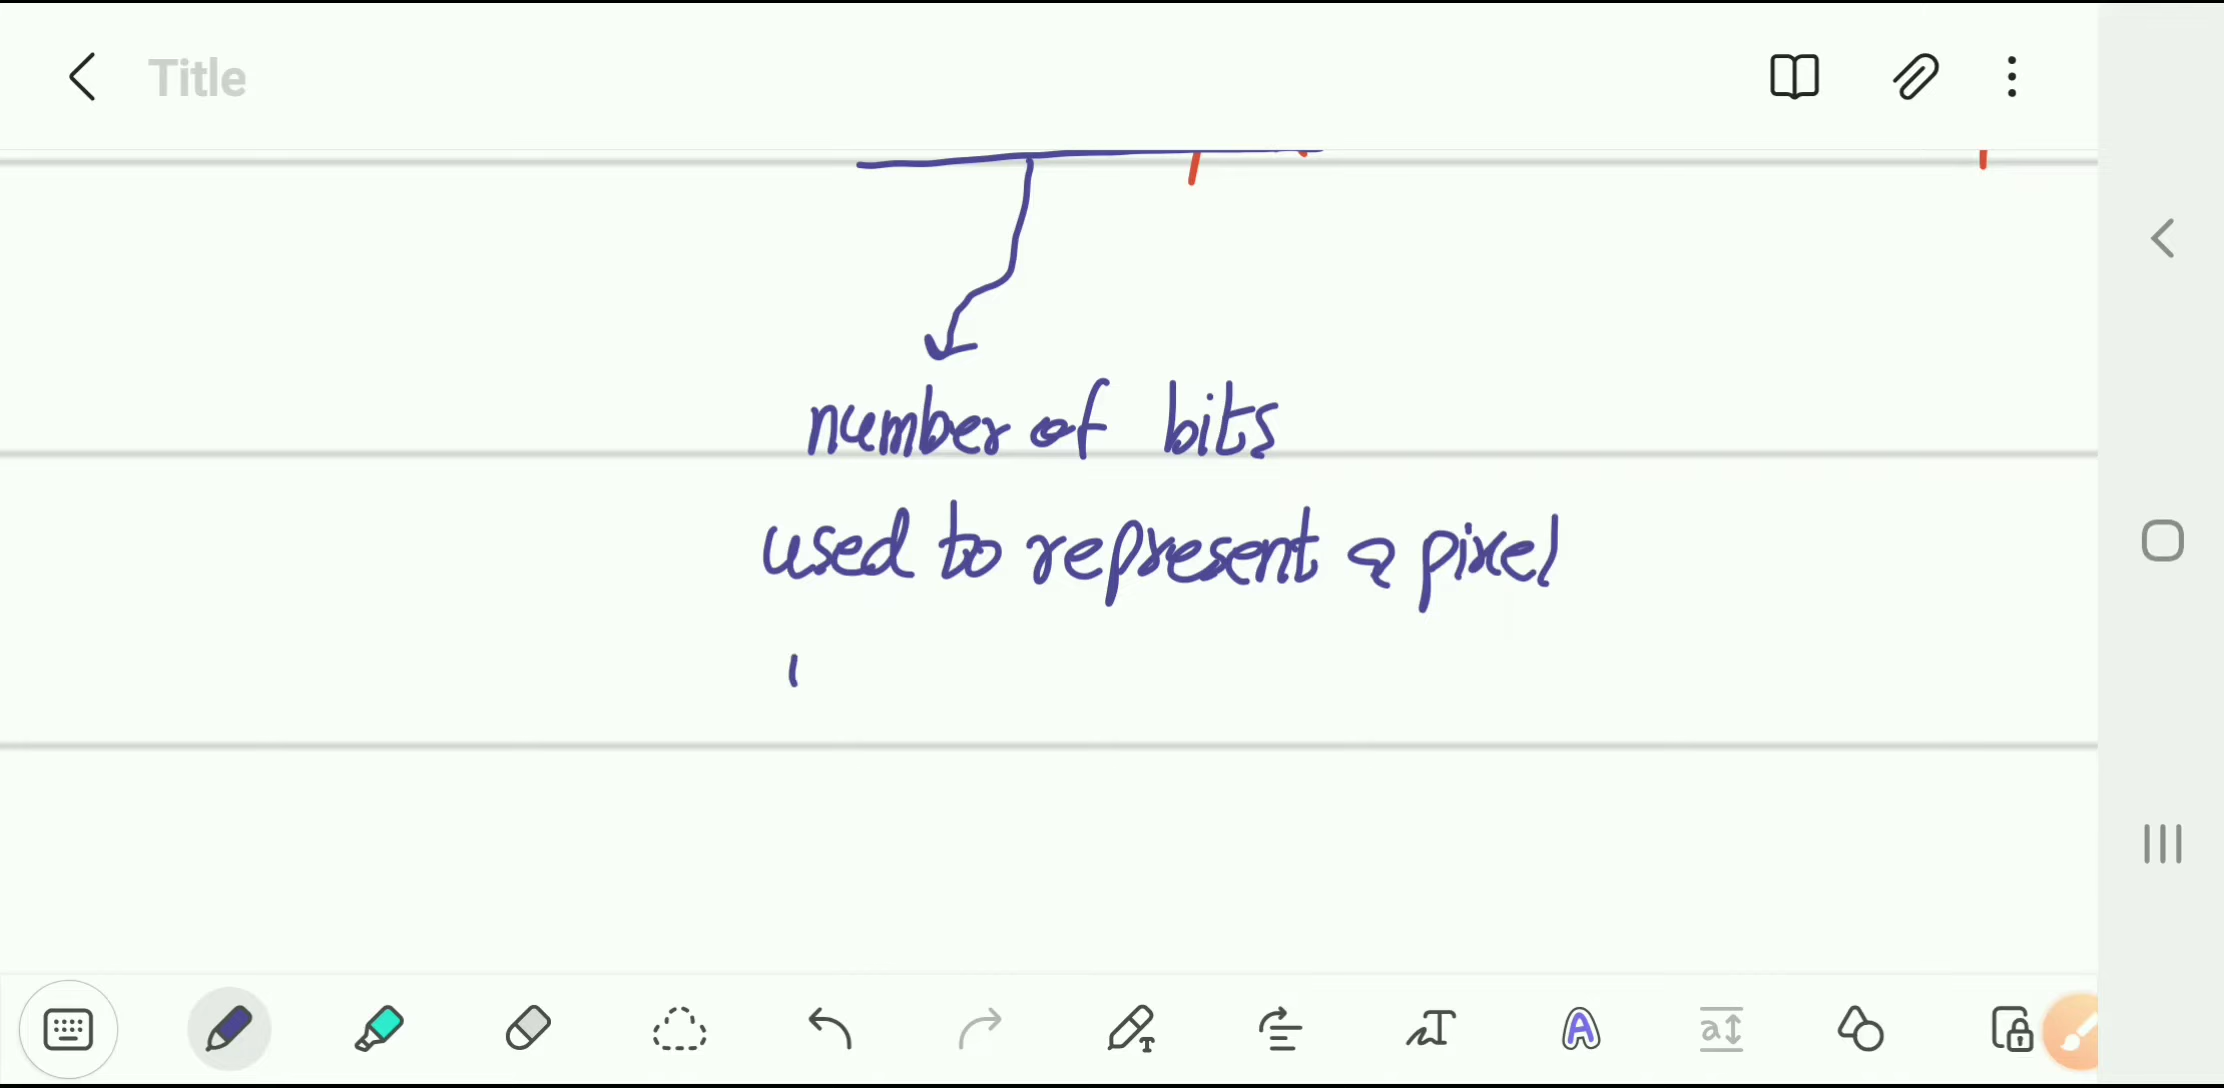 Title
number of bits
used to represent a pixel